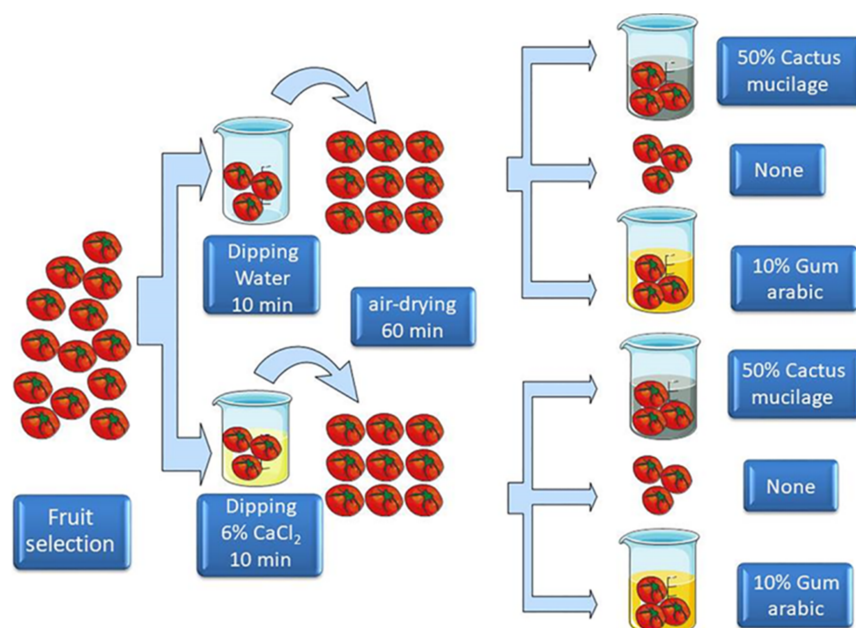 Fruit
selection
Dipping
Water
10 min
Dipping
6% CaCl₂
10 min
air-drying
60 min
50% Cactus
mucilage
None
10% Gum
arabic
50% Cactus
mucilage
None
10% Gum
arabic